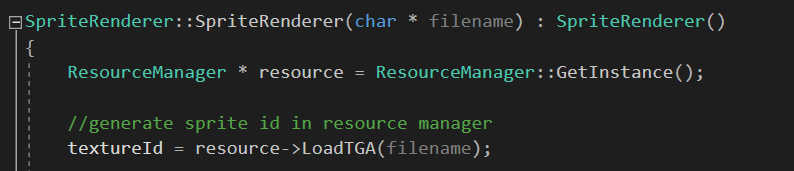 SpriteRenderer::SpriteRenderer(char * filename) : SpriteRenderer()
{
ResourceManager * resource = ResourceManager::GetInstance();
//generate sprite id in resource manager
textureId = resource->LoadTGA(filename);